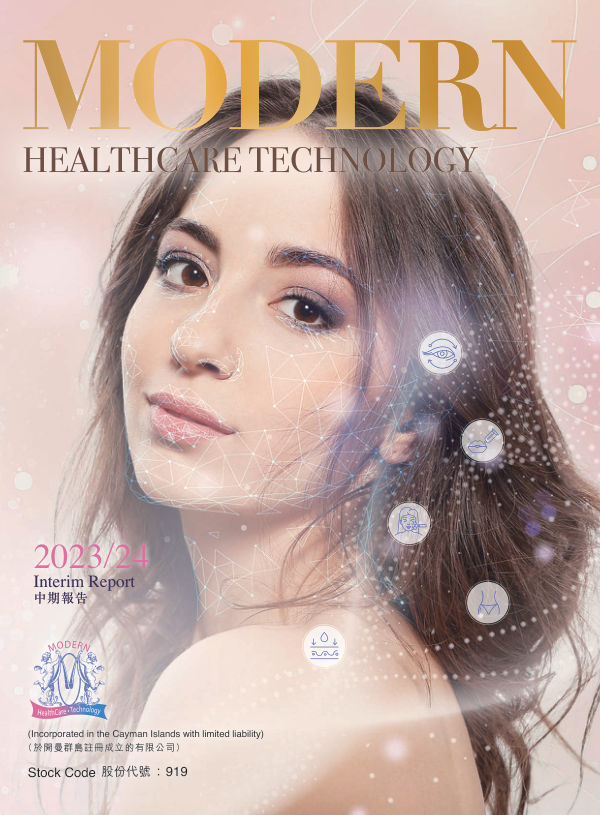 MODERN
HEALTHCARE TECHNOLOGY
2023/24
Interim Report
中期報告
MODERN
HealthCare • Technology
(Incorporated in the Cayman Islands with limited liability)
(於開曼群島註冊成立的有限公司)
Stock Code 股份代號 : 919